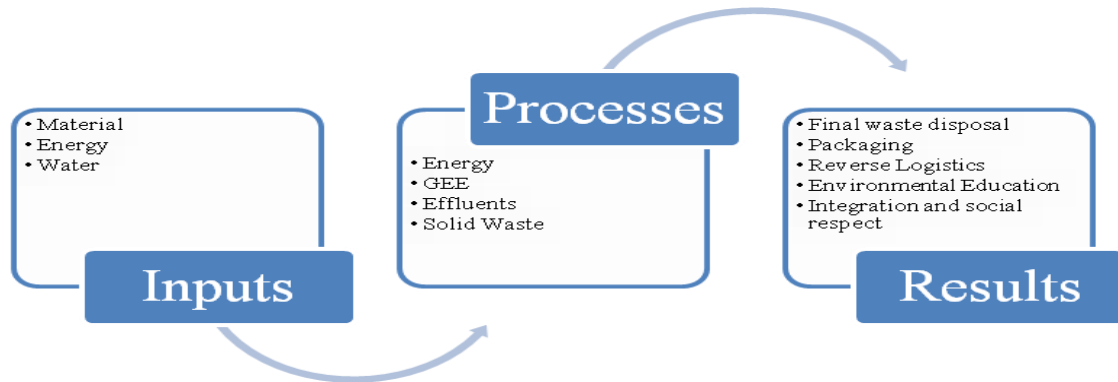 • Material
• Energy
• Water
Inputs
Processes
• Energy
• GEE
• Effluents
• Solid Waste
• Final waste disposal
• Packaging
• Reverse Logistics
• Environmental Education
• Integration and social
respect
Results